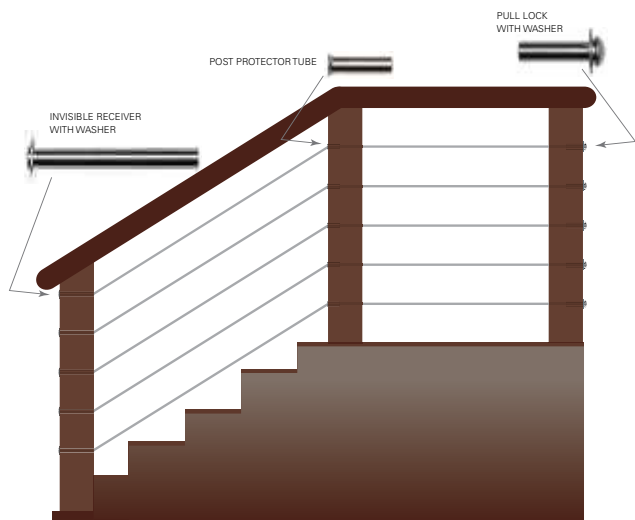 PULL LOCK
WITH WASHER
POST PROTECTOR TUBE
INVISIBLE RECEIVER
WITH WASHER